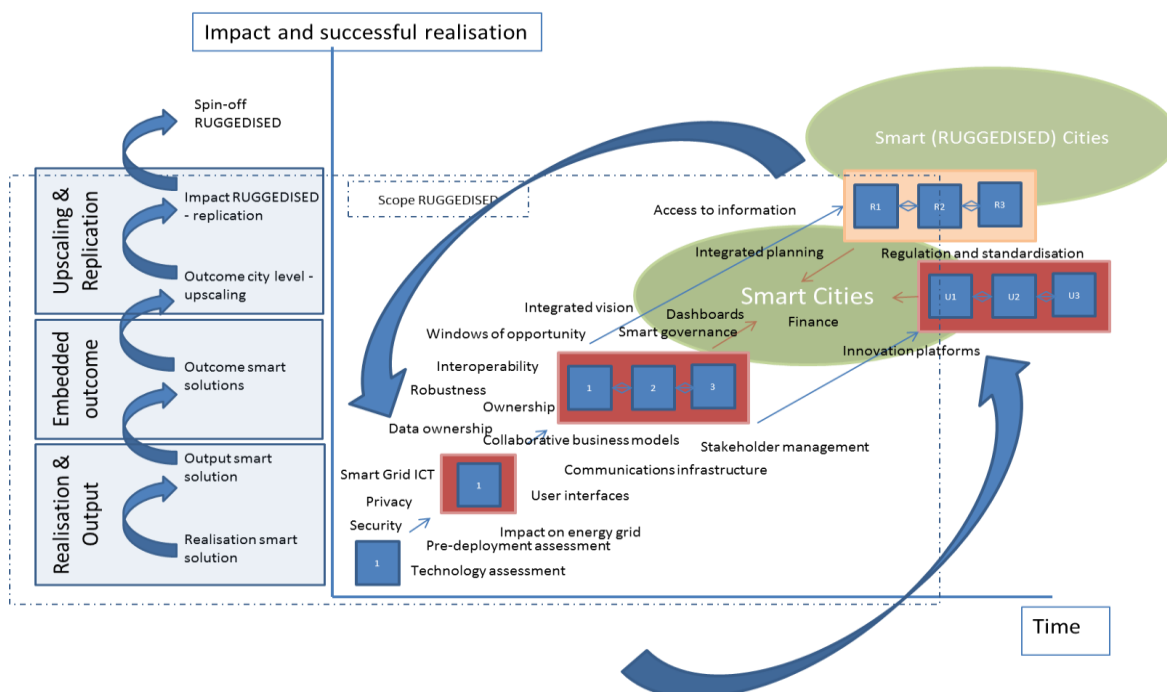 Impact and successful realisation
Spin-off
RUGGEDISED
Smart (RUGGEDISED) Cities
Upscaling &
Replication
Impact RUGGEDISED
- replication
Scope RUGGEDISED
Access to information
R1
R2
R3
Outcome city level -
upscaling
Integrated planning
Regulation and standardisation
Smart Cities
U1
U2
U3
Integrated vision
Dashboards
Finance
Windows of opportunity
Smart governance
Innovation platforms
Embedded
outcome
Outcome smart
solutions
Interoperability
Robustness
1
2
3
Ownership
Data ownership
Collaborative business models
Stakeholder management
Realisation &
Output
Output smart
solution
Smart Grid ICT
1
Communications infrastructure
User interfaces
Privacy
Security
Impact on energy grid
Realisation smart
solution
Pre-deployment assessment
1
Technology assessment
Time